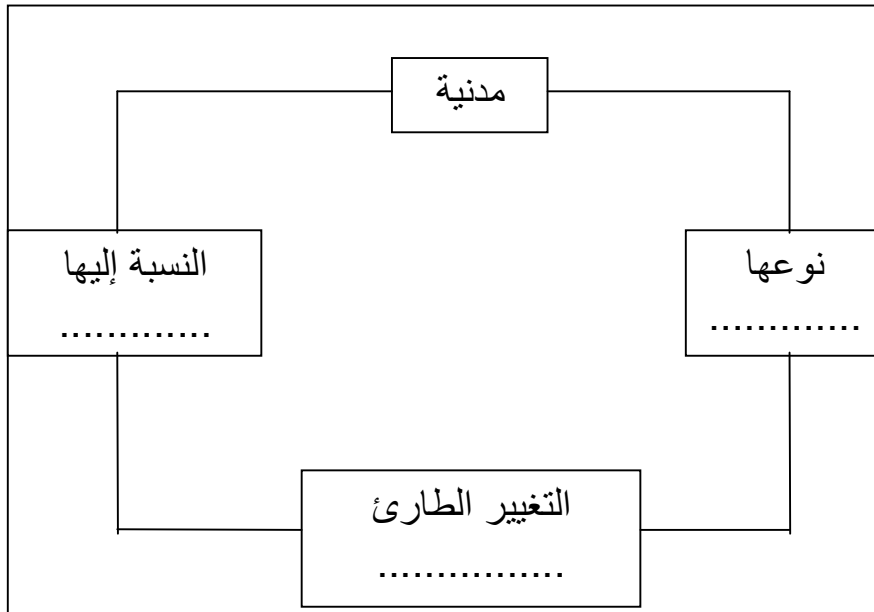 مدنية
نوعها
.............
النسبة إليها
.............
التغيير الطارئ
................